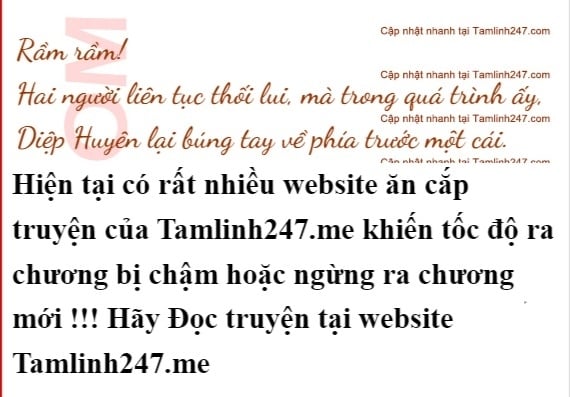 Cập nhật nhanh tại Tamlinh247.com
Rầm rầm!
Cập nhật nhanh tại Tamlinh247.com
Hai người liên tục thối lui, mà trong quá trình ấy,
Cập nhật nhanh tại Tamlinh247.com
Diệp Huyên lại búng tay về phía trước một cái.
Cập nhật nhanh tại Tamlinh247.com
Hiện tại có rất nhiều website ăn cắp
truyện của Tamlinh247.me khiến tốc độ ra
chương bị chậm hoặc ngừng ra chương
mới !!! Hãy Đọc truyện tại website
Tamlinh247.me